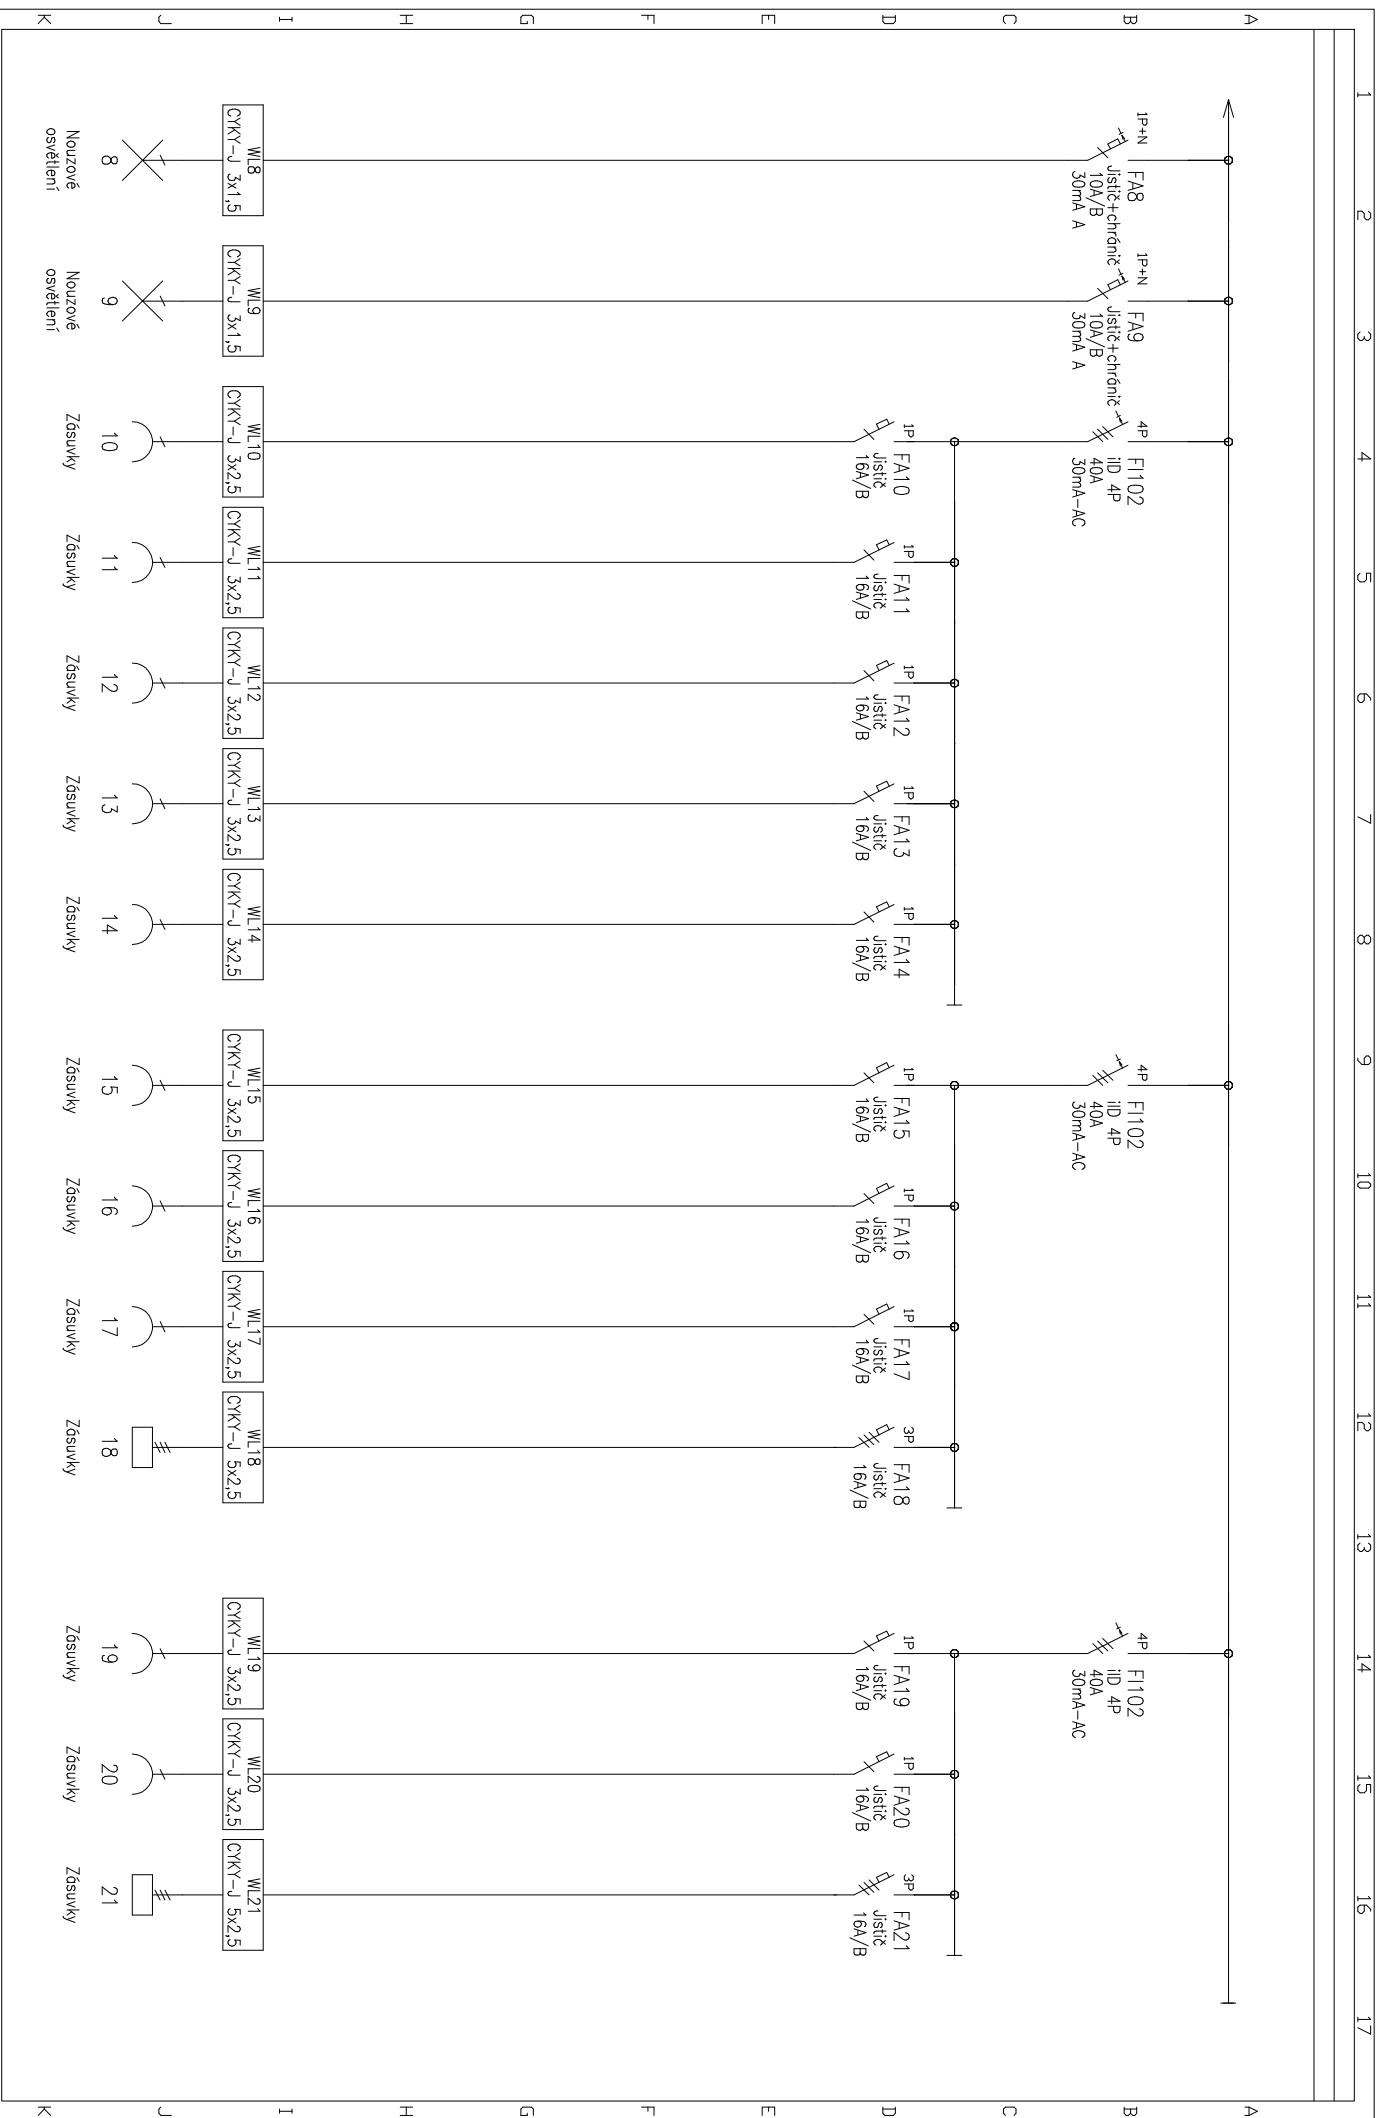 1 2 3 4 5 6 7 8 9 10 11 12 13 14 15 16 17
A A
B B
C C
D D
E E
F F
G G
H H
I I
J J
K K
1P+N
FA8
Jistič+chránič
10A/B
30mA A
1P+N
FA9
Jistič+chránič
10A/B
30mA A
4P
FI102
iID 4P
40A
30mA-AC
4P
FI102
iID 4P
40A
30mA-AC
4P
FI102
iID 4P
40A
30mA-AC
1P
FA10
Jistič
16A/B
1P
FA11
Jistič
16A/B
1P
FA12
Jistič
16A/B
1P
FA13
Jistič
16A/B
1P
FA14
Jistič
16A/B
1P
FA15
Jistič
16A/B
1P
FA16
Jistič
16A/B
1P
FA17
Jistič
16A/B
3P
FA18
Jistič
16A/B
1P
FA19
Jistič
16A/B
1P
FA20
Jistič
16A/B
3P
FA21
Jistič
16A/B
WL8
CYKY-J 3x1,5
WL9
CYKY-J 3x1,5
WL10
CYKY-J 3x2,5
WL11
CYKY-J 3x2,5
WL12
CYKY-J 3x2,5
WL13
CYKY-J 3x2,5
WL14
CYKY-J 3x2,5
WL15
CYKY-J 3x2,5
WL16
CYKY-J 3x2,5
WL17
CYKY-J 3x2,5
WL18
CYKY-J 5x2,5
WL19
CYKY-J 3x2,5
WL20
CYKY-J 3x2,5
WL21
CYKY-J 5x2,5
8
Nouzové
osvětlení
9
Nouzové
osvětlení
10
Zásuvky
11
Zásuvky
12
Zásuvky
13
Zásuvky
14
Zásuvky
15
Zásuvky
16
Zásuvky
17
Zásuvky
18
Zásuvky
19
Zásuvky
20
Zásuvky
21
Zásuvky